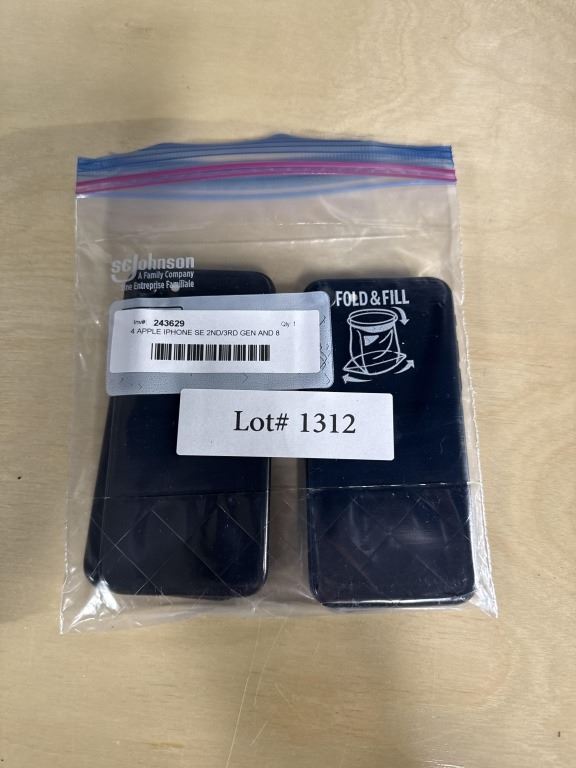 scjohnson
A Family Company
ne Entreprise Familiale
FOLD & FILL
Inv#: 243629 Qty: 1
4 APPLE IPHONE SE 2ND/3RD GEN AND 8
Lot# 1312